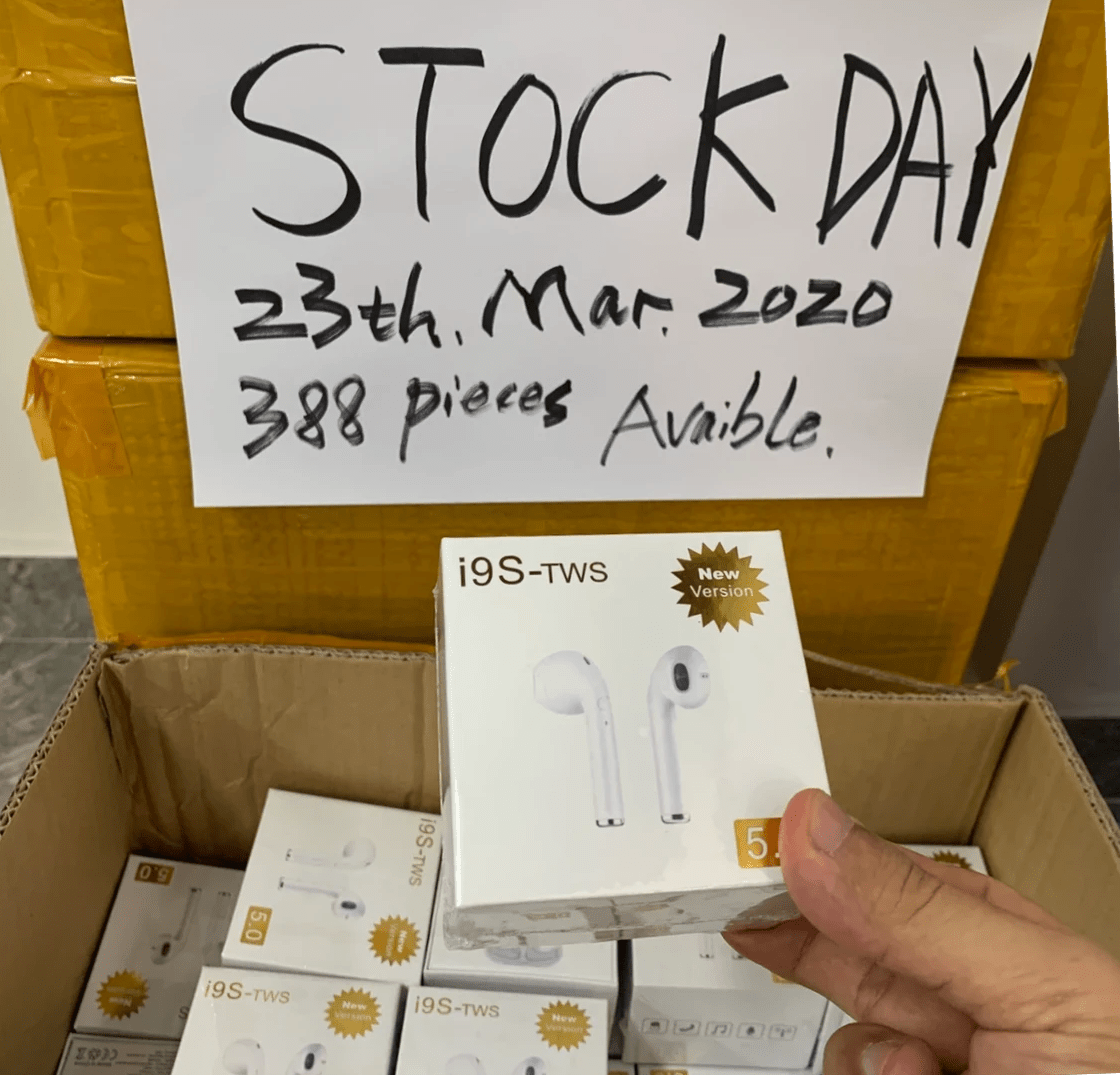 STOCK DAY
23th. Mar. 2020
388 pieces Avaible.
i9S-TWS
New
Version
5.
i9S-TWS
5.0
5.0
New
Version
i9S-TWS
New
Version
i9S-TWS
New
Version